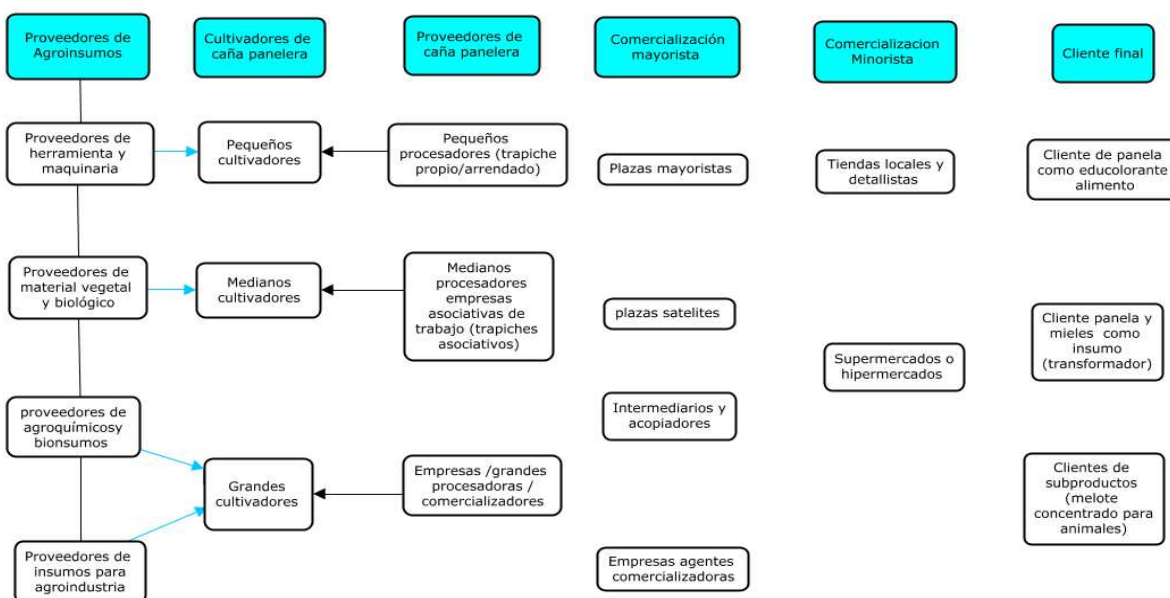 Proveedores de
Agroinsumos
Cultivadores de
caña panelera
Proveedores de
caña panelera
Comercialización
mayorista
Comercializacion
Minorista
Cliente final
Proveedores de
herramienta y
maquinaria
Pequeños
cultivadores
Pequeños
procesadores (trapiche
propio/arrendado)
Plazas mayoristas
Tiendas locales y
detallistas
Cliente de panela
como educolorante
alimento
Proveedores de
material vegetal
y biológico
Medianos
cultivadores
Medianos
procesadores
empresas
asociativas de
trabajo (trapiches
asociativos)
plazas satelites
Supermercados o
hipermercados
Cliente panela y
mieles como
insumo
(transformador)
proveedores de
agroquímicosy
bionsumos
Grandes
cultivadores
Empresas /grandes
procesadoras /
comercializadores
Intermediarios y
acopiadores
Clientes de
subproductos
(melote
concentrado para
animales)
Proveedores de
insumos para
agroindustria
Empresas agentes
comercializadoras